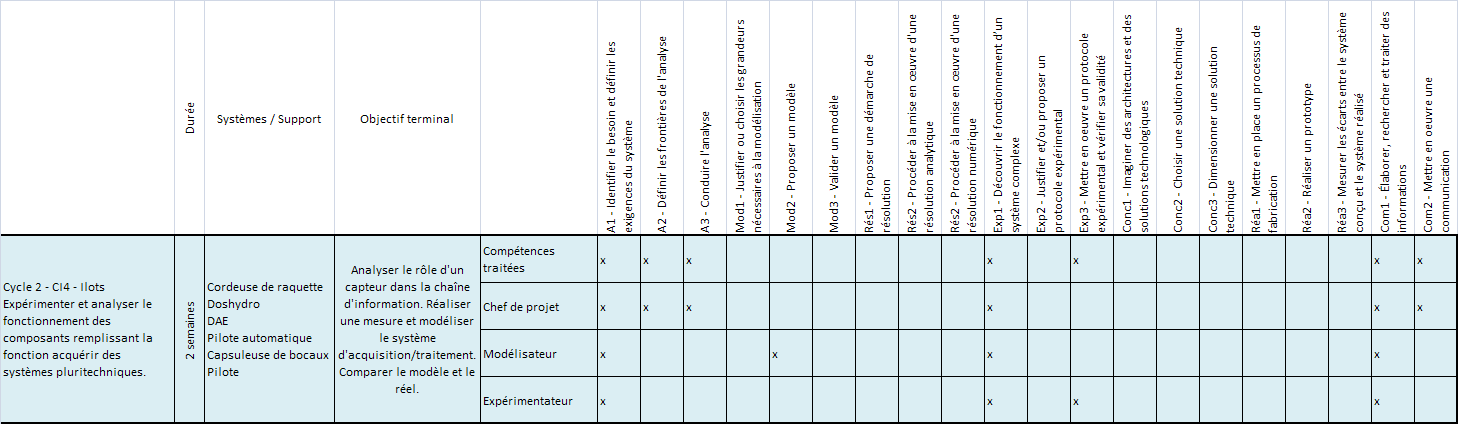 Durée
Systèmes / Support
Objectif terminal
A1 - Identifier le besoin et définir les
exigences du système
A2 - Définir les frontières de l'analyse
A3 - Conduire l'analyse
Mod1 - Justifier ou choisir les grandeurs
nécessaires à la modélisation
Mod2 - Proposer un modèle
Mod3 - Valider un modèle
Rés1 - Proposer une démarche de
résolution
Rés2 - Procéder à la mise en œuvre d'une
résolution analytique
Rés2 - Procéder à la mise en œuvre d'une
résolution numérique
Exp1 - Découvrir le fonctionnement d'un
système complexe
Exp2 - Justifier et/ou proposer un
protocole expérimental
Exp3 - Mettre en oeuvre un protocole
expérimental et vérifier sa validité
Conc1 - Imaginer des architectures et des
solutions technologiques
Conc2 - Choisir une solution technique
Conc3 - Dimensionner une solution
technique
Réa1 - Mettre en place un processus de
fabrication
Réa2 - Réaliser un prototype
Réa3 - Mesurer les écarts entre le système
conçu et le système réalisé
Com1 - Élaborer, rechercher et traiter des
informations
Com2 - Mettre en oeuvre une
communication
Cycle 2 - CI4 - Ilots
Expérimenter et analyser le
fonctionnement des
composants remplissant la
fonction acquérir des
systèmes pluritechniques.
2 semaines
Cordeuse de raquette
Doshydro
DAE
Pilote automatique
Capsuleuse de bocaux
Pilote
Analyser le rôle d'un
capteur dans la chaîne
d'information. Réaliser
une mesure et modéliser
le système
d'acquisition/traitement.
Comparer le modèle et le
réel.
Compétences
traitées
x x x x x x x
Chef de projet
x x x x x x
Modélisateur
x x x x
Expérimentateur
x x x x